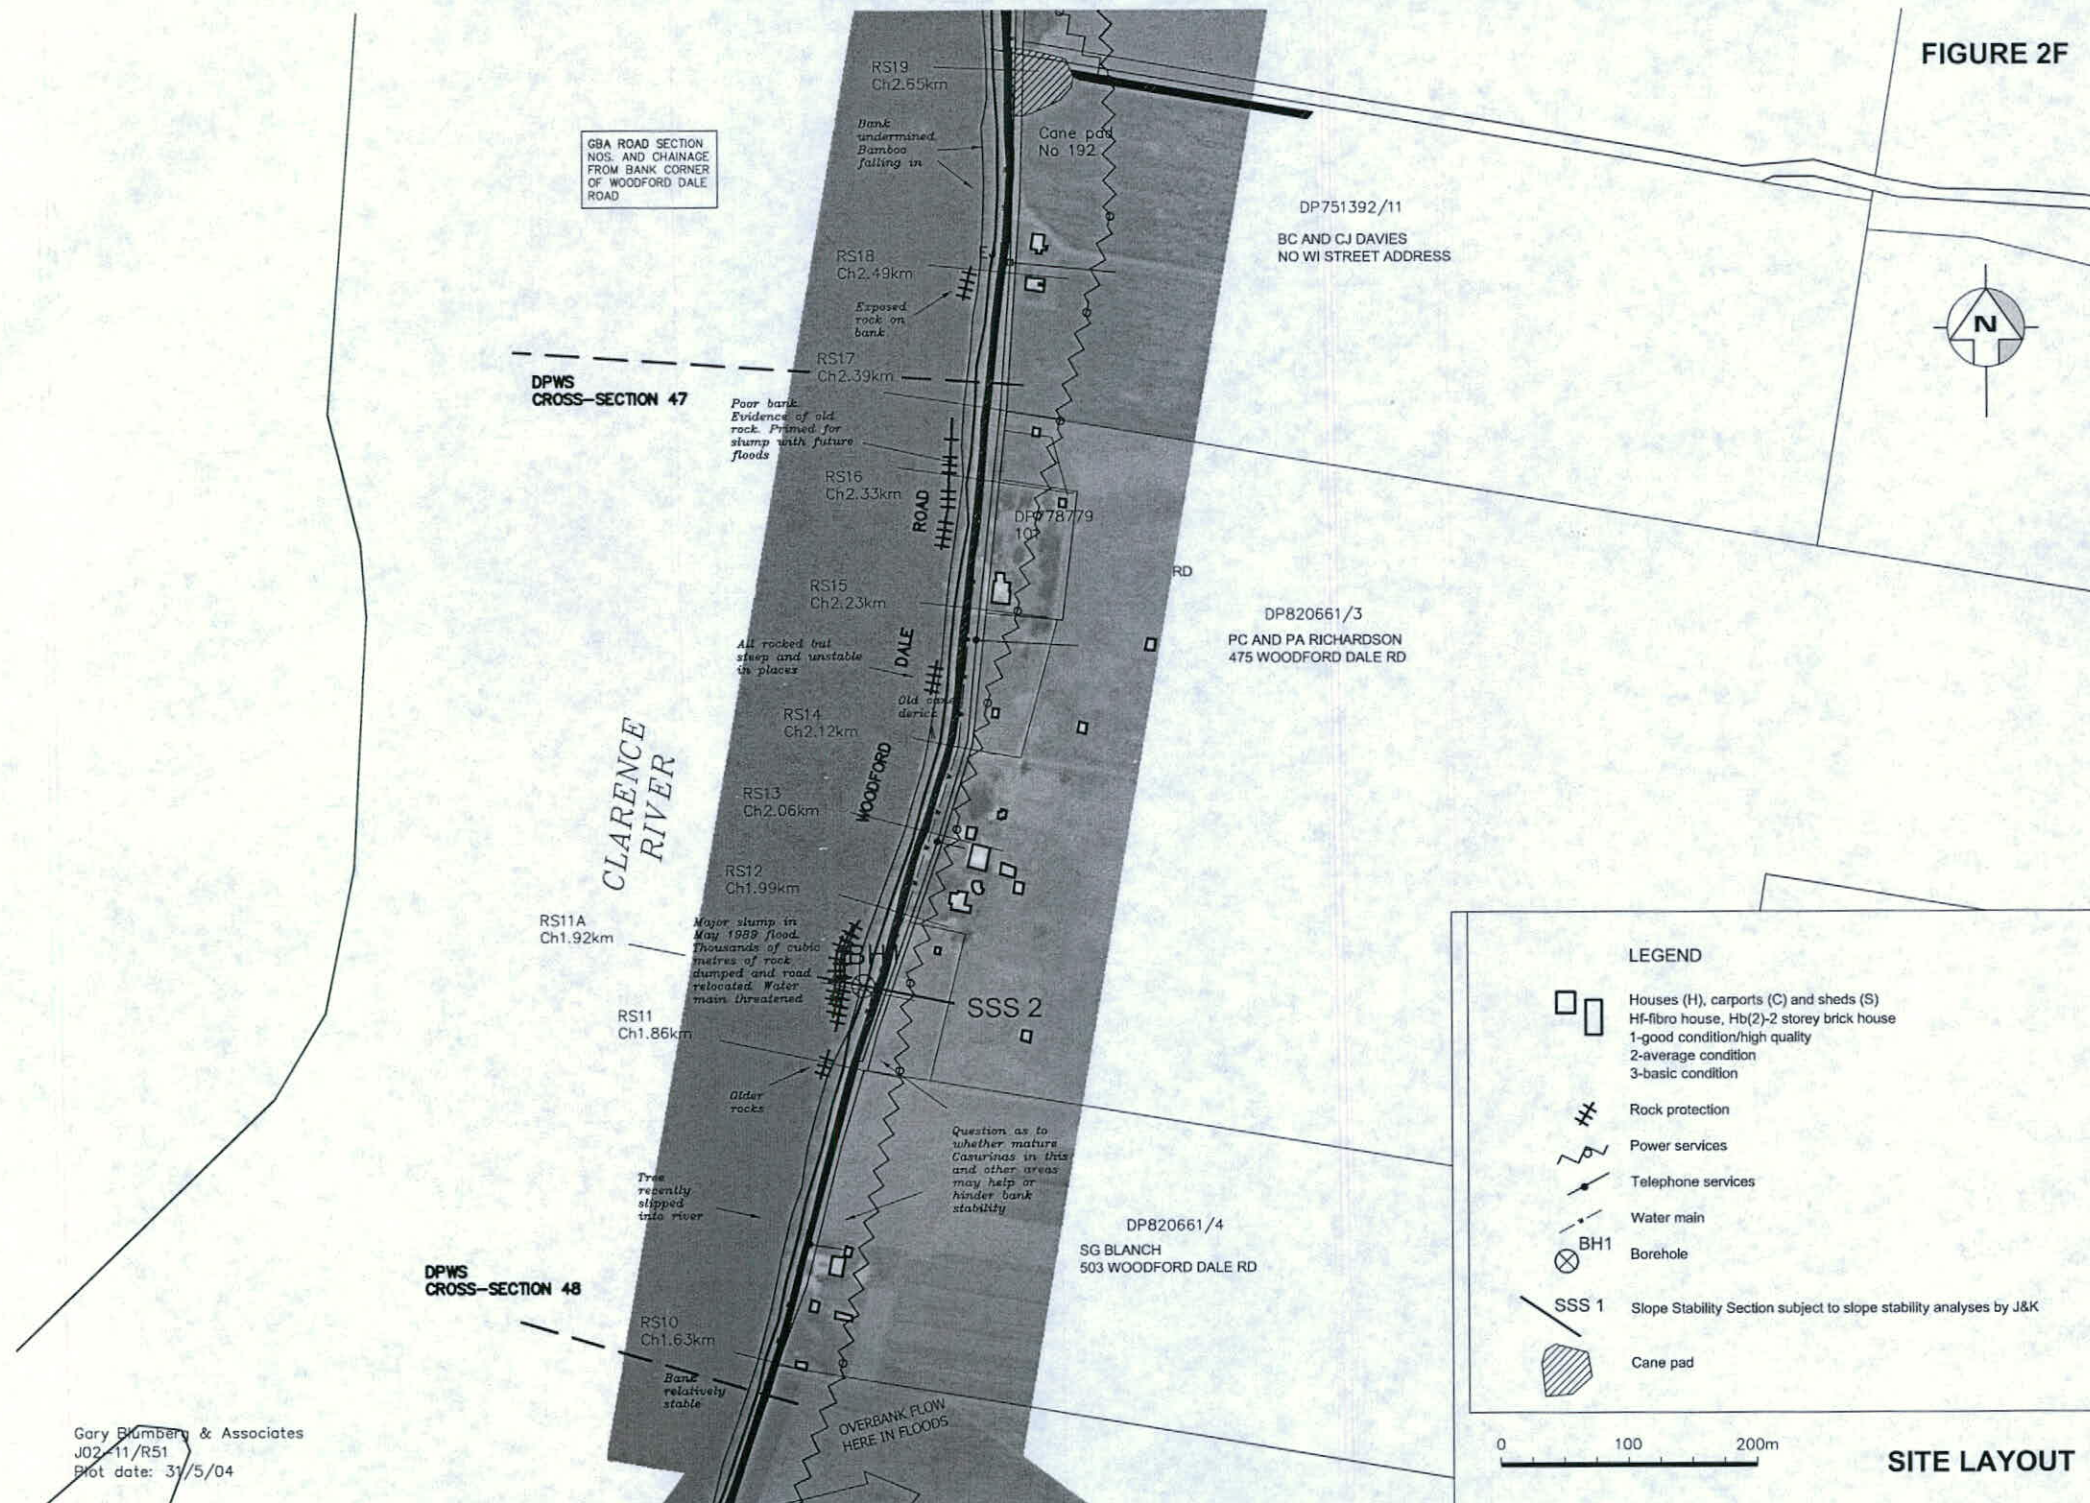 FIGURE 2F
RS19
Ch2.65km
Bank
undermined
Bamboo
falling in
Cane pad
No 192
GBA ROAD SECTION
NOS. AND CHAINAGE
FROM BANK CORNER
OF WOODFORD DALE
ROAD
DP751392/11
BC AND CJ DAVIES
NO WI STREET ADDRESS
RS18
Ch2.49km
Exposed
rock on
bank
N
RS17
Ch2.39km
DPWS
CROSS-SECTION 47
Poor bank
Evidence of old
rock. Primed for
slump with future
floods
RS16
Ch2.33km
DP778779
RD
RS15
Ch2.23km
DP820661/3
PC AND PA RICHARDSON
475 WOODFORD DALE RD
All rocked but
steep and unstable
in places
Old cane
derick
RS14
Ch2.12km
WOODFORD DALE ROAD
RS13
Ch2.06km
CLARENCE
RIVER
RS12
Ch1.99km
RS11A
Ch1.92km
Major slump in
May 1989 flood.
Thousands of cubic
metres of rock
dumped and road
relocated. Water
main threatened
SSS 2
RS11
Ch1.86km
Older
rocks
Question as to
whether mature
Casurinas in this
and other areas
may help or
hinder bank
stability
Tree
recently
slipped
into river
DP820661/4
SG BLANCH
503 WOODFORD DALE RD
DPWS
CROSS-SECTION 48
RS10
Ch1.63km
Bank
relatively
stable
OVERBANK FLOW
HERE IN FLOODS
LEGEND
Houses (H), carports (C) and sheds (S)
Hf-fibro house, Hb(2)-2 storey brick house
1-good condition/high quality
2-average condition
3-basic condition
Rock protection
Power services
Telephone services
Water main
BH1
Borehole
SSS 1
Slope Stability Section subject to slope stability analyses by J&K
Cane pad
0 100 200m
SITE LAYOUT
Gary Blumberg & Associates
J02-11/R51
Plot date: 31/5/04